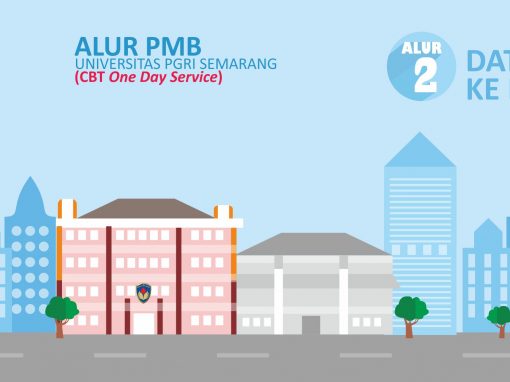 ALUR PMB
UNIVERSITAS PGRI SEMARANG
(CBT One Day Service)
ALUR
2
DAT
KE